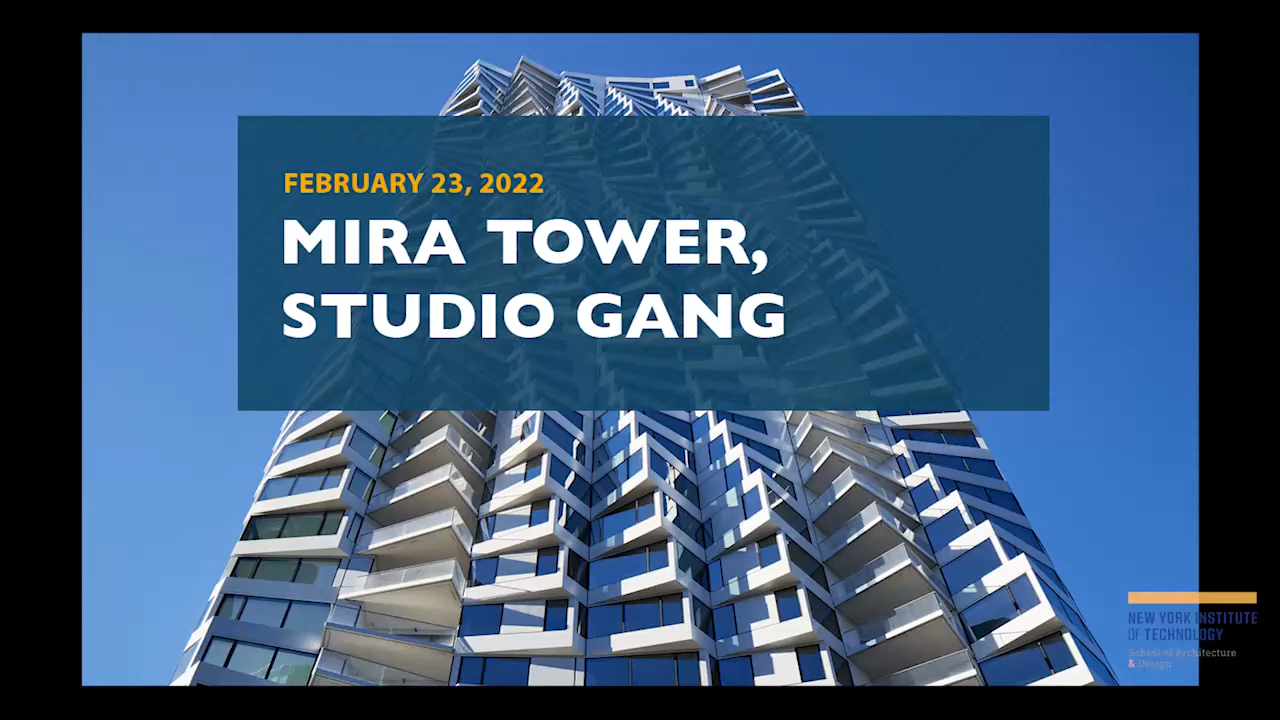 FEBRUARY 23, 2022
MIRA TOWER,
STUDIO GANG
NEW YORK INSTITUTE
OF TECHNOLOGY
School of Architecture
& Design